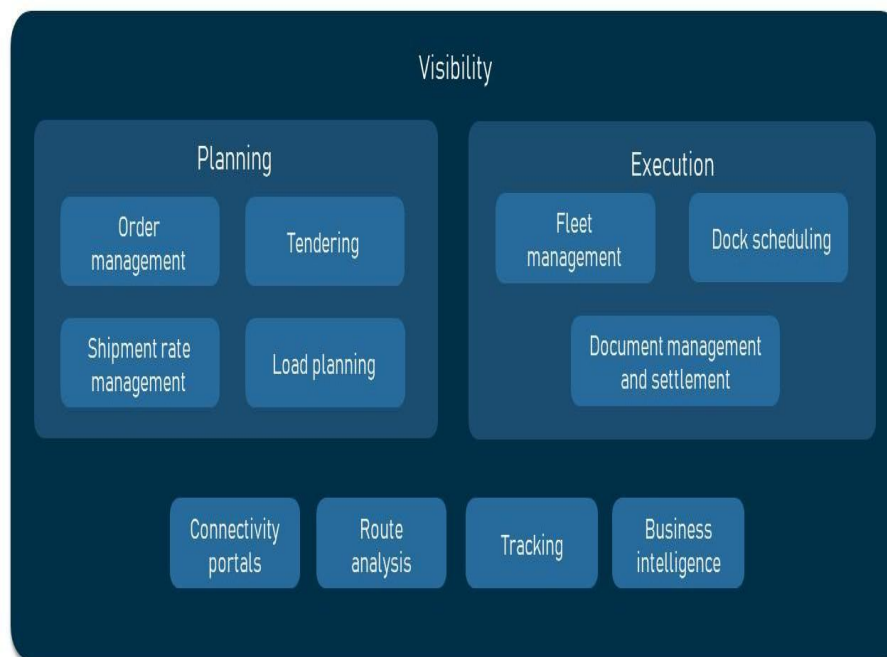 Visibility
Planning
Order
management
Tendering
Shipment rate
management
Load planning
Execution
Fleet
management
Dock scheduling
Document management
and settlement
Connectivity
portals
Route
analysis
Tracking
Business
intelligence